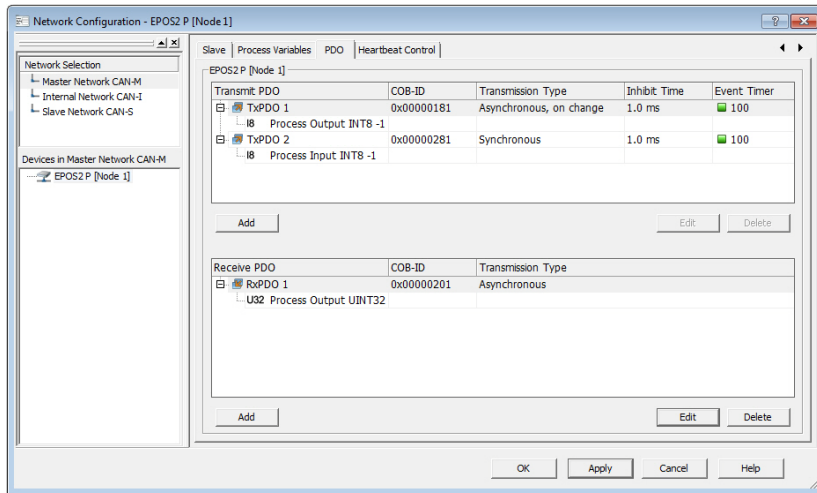 Network Configuration - EPOS2 P [Node 1]
Network Selection
Master Network CAN-M
Internal Network CAN-I
Slave Network CAN-S
Devices in Master Network CAN-M
EPOS2 P [Node 1]
Slave Process Variables PDO Heartbeat Control
EPOS2 P [Node 1]
Transmit PDO COB-ID Transmission Type Inhibit Time Event Timer
TxPDO 1 0x00000181 Asynchronous, on change 1.0 ms 100
I8 Process Output INT8 -1
TxPDO 2 0x00000281 Synchronous 1.0 ms 100
I8 Process Input INT8 -1
Add Edit Delete
Receive PDO COB-ID Transmission Type
RxPDO 1 0x00000201 Asynchronous
U32 Process Output UINT32
Add Edit Delete
OK Apply Cancel Help